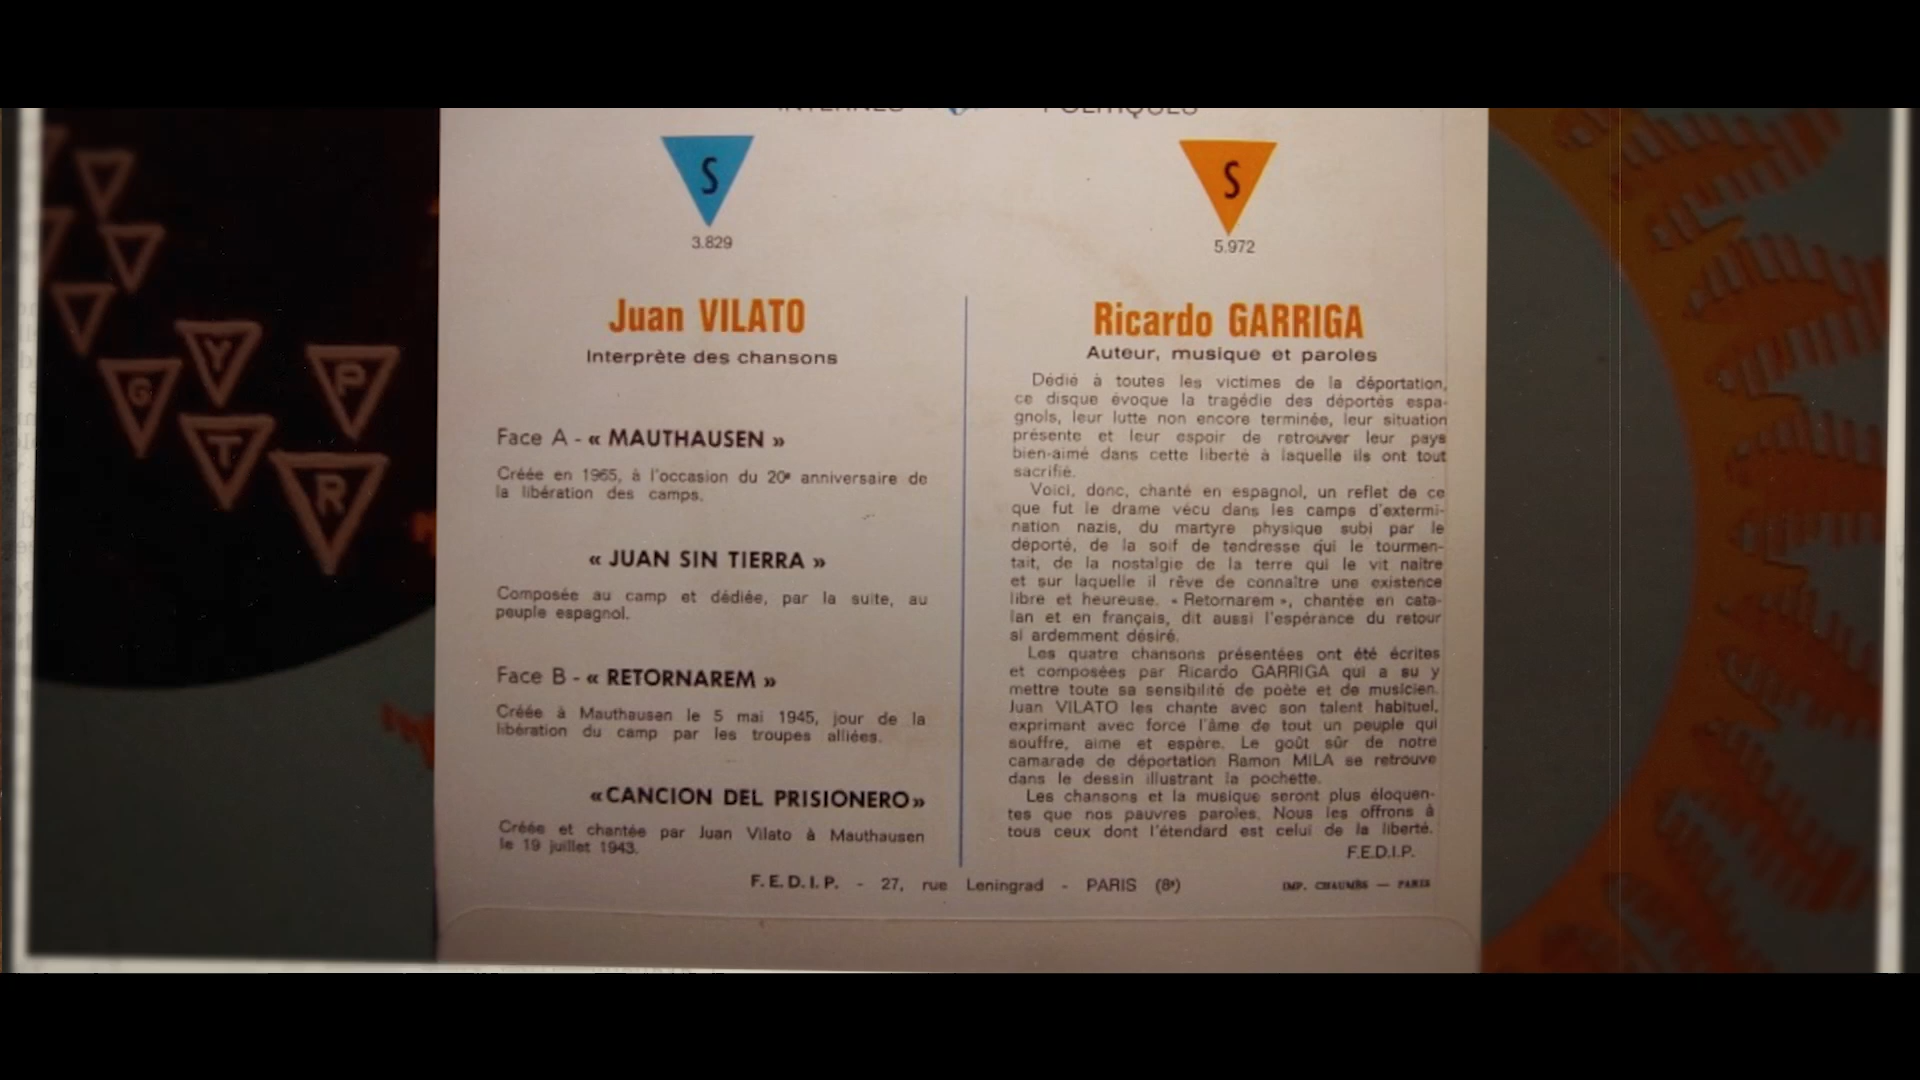 INTERNÉS POLITIQUES
S
3.829
Juan VILATO
Interprète des chansons
Face A - « MAUTHAUSEN »
Créée en 1965, à l'occasion du 20e anniversaire de
la libération des camps.
« JUAN SIN TIERRA »
Composée au camp et dédiée, par la suite, au
peuple espagnol.
Face B - « RETORNAREM »
Créée à Mauthausen le 5 mai 1945, jour de la
libération du camp par les troupes alliées.
« CANCION DEL PRISIONERO »
Créée et chantée par Juan Vilato à Mauthausen
le 19 juillet 1943.
S
5.972
Ricardo GARRIGA
Auteur, musique et paroles
Dédié à toutes les victimes de la déportation,
ce disque évoque la tragédie des déportés espa-
gnols, leur lutte non encore terminée, leur situation
présente et leur espoir de retrouver leur pays
bien-aimé dans cette liberté à laquelle ils ont tout
sacrifié.
Voici, donc, chanté en espagnol, un reflet de ce
que fut le drame vécu dans les camps d'extermi-
nation nazis, du martyre physique subi par le
déporté, de la soif de tendresse qui le tourmen-
tait, de la nostalgie de la terre qui le vit naître
et sur laquelle il rêve de connaître une existence
libre et heureuse. « Retornarem », chantée en cata-
lan et en français, dit aussi l'espérance du retour
si ardemment désiré.
Les quatre chansons présentées ont été écrites
et composées par Ricardo GARRIGA qui a su y
mettre toute sa sensibilité de poète et de musicien.
Juan VILATO les chante avec son talent habituel,
exprimant avec force l'âme de tout un peuple qui
souffre, aime et espère. Le goût sûr de notre
camarade de déportation Ramon MILA se retrouve
dans le dessin illustrant la pochette.
Les chansons et la musique seront plus éloquen-
tes que nos pauvres paroles. Nous les offrons à
tous ceux dont l'étendard est celui de la liberté.
F.E.D.I.P.
F.E.D.I.P. - 27, rue Leningrad - PARIS (8e)
IMP. CHAUMÈS — PARIS
Y
P
G
T
R